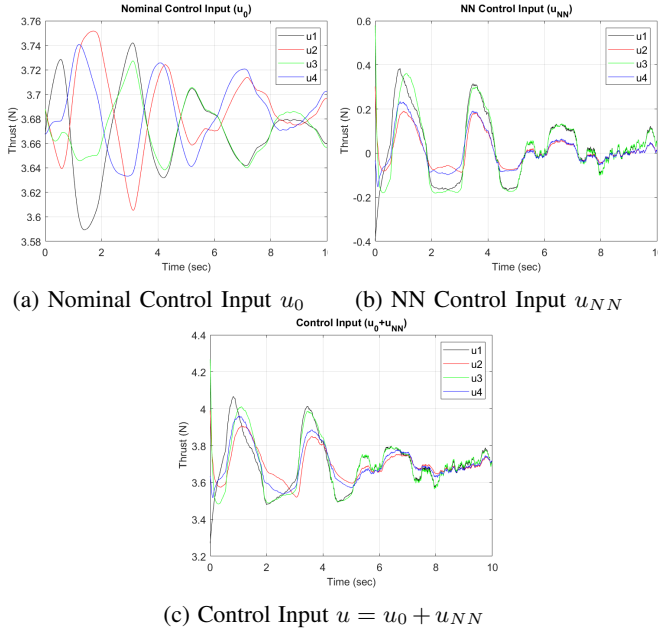 Nominal Control Input (u0)
3.76
3.74
3.72
3.7
3.68
3.66
3.64
3.62
3.6
3.58
Thrust (N)
0
2
4
6
8
10
Time (sec)
u1
u2
u3
u4
NN Control Input (uNN)
0.6
0.4
0.2
0
-0.2
-0.4
Thrust (N)
0
2
4
6
8
10
Time (sec)
u1
u2
u3
u4
(a) Nominal Control Input u0
(b) NN Control Input uNN
Control Input (u0+uNN)
4.4
4.2
4
3.8
3.6
3.4
3.2
Thrust (N)
0
2
4
6
8
10
Time (sec)
u1
u2
u3
u4
(c) Control Input u = u0 + uNN